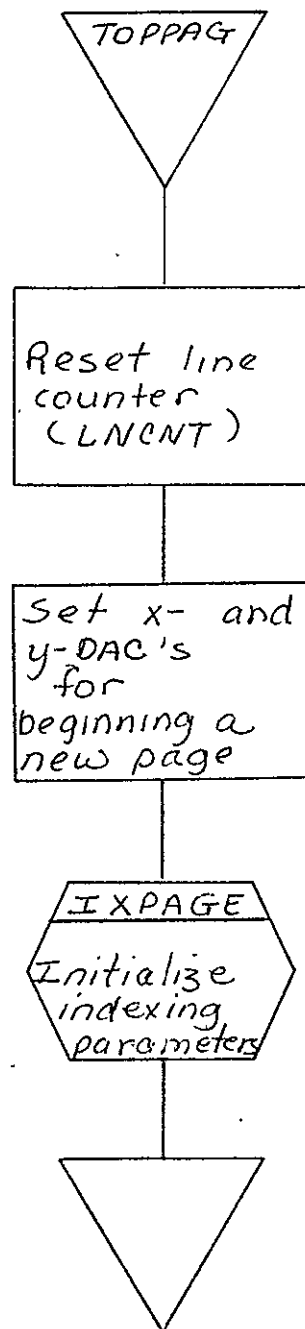 TOPPAG
Reset line
counter
(LNCNT)
Set x- and
y-DAC's
for
beginning a
new page
IXPAGE
Initialize
indexing
parameters